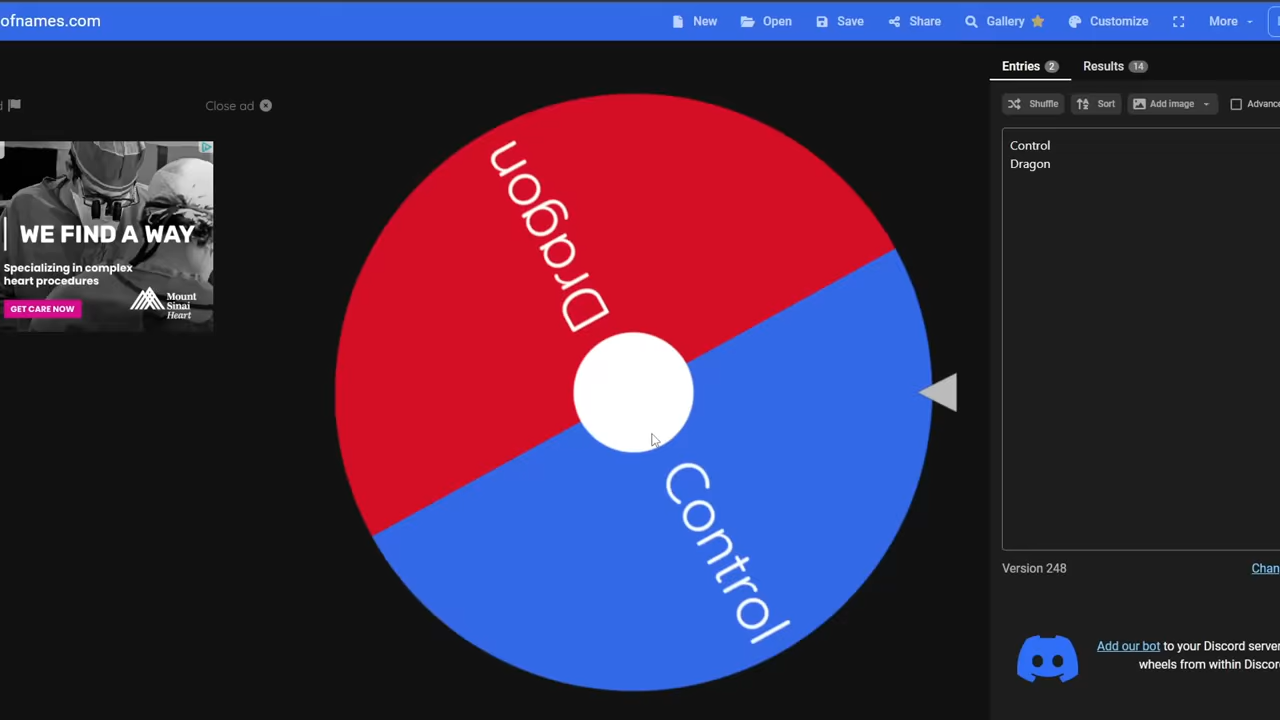 ofnames.com
New
Open
Save
Share
Gallery
Customize
More
Entries 2
Results 14
Close ad
Shuffle
Sort
Add image
Control
Dragon
WE FIND A WAY
Specializing in complex
heart procedures
GET CARE NOW
Mount
Sinai
Heart
Dragon
Control
Version 248
Add our bot to your Discord server
wheels from within